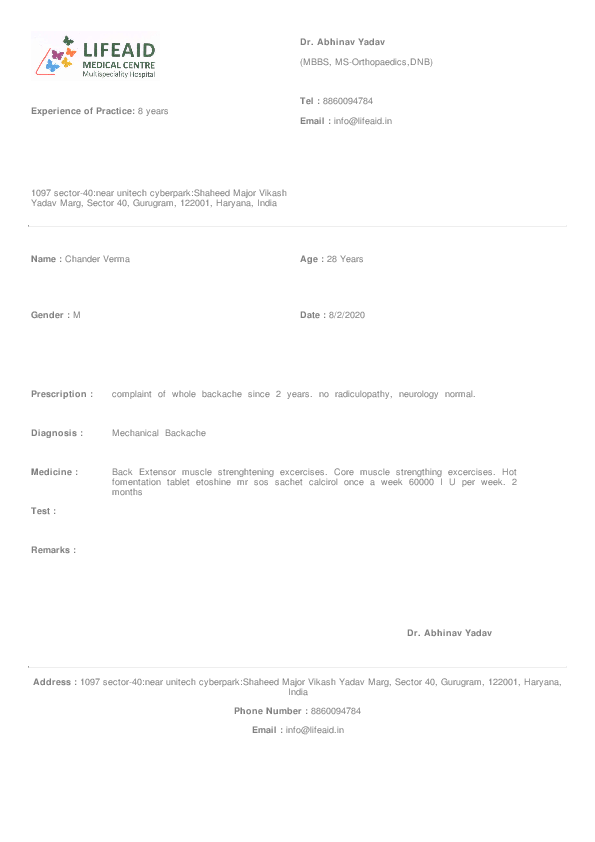 LIFEAID
MEDICAL CENTRE
Multispeciality Hospital
Dr. Abhinav Yadav
(MBBS, MS-Orthopaedics,DNB)
Tel : 8860094784
Experience of Practice: 8 years
Email : info@lifeaid.in
1097 sector-40:near unitech cyberpark:Shaheed Major Vikash
Yadav Marg, Sector 40, Gurugram, 122001, Haryana, India
Name : Chander Verma
Age : 28 Years
Gender : M
Date : 8/2/2020
Prescription : complaint of whole backache since 2 years. no radiculopathy, neurology normal.
Diagnosis : Mechanical Backache
Medicine : Back Extensor muscle strenghtening excercises. Core muscle strengthing excercises. Hot
fomentation tablet etoshine mr sos sachet calcirol once a week 60000 I U per week. 2
months
Test :
Remarks :
Dr. Abhinav Yadav
Address : 1097 sector-40:near unitech cyberpark:Shaheed Major Vikash Yadav Marg, Sector 40, Gurugram, 122001, Haryana,
India
Phone Number : 8860094784
Email : info@lifeaid.in